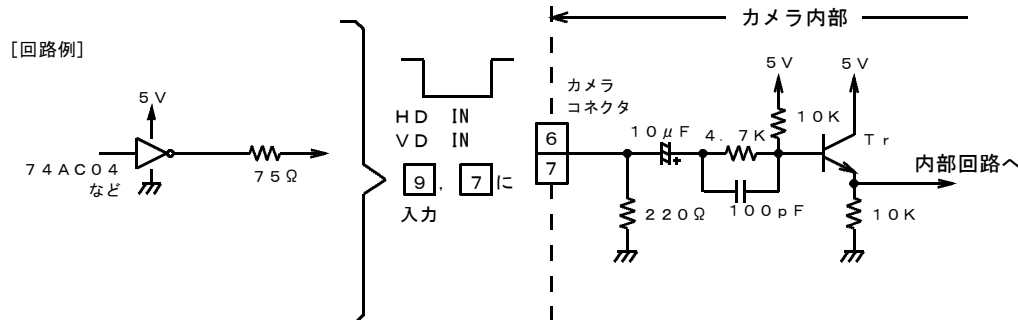 [回路例]
5V
74AC04
など
75Ω
HD IN
VD IN
9, 7に
入力
カメラ内部
カメラ
コネクタ
6
7
10μF
4.7K
100pF
220Ω
5V
10K
5V
Tr
内部回路へ
10K